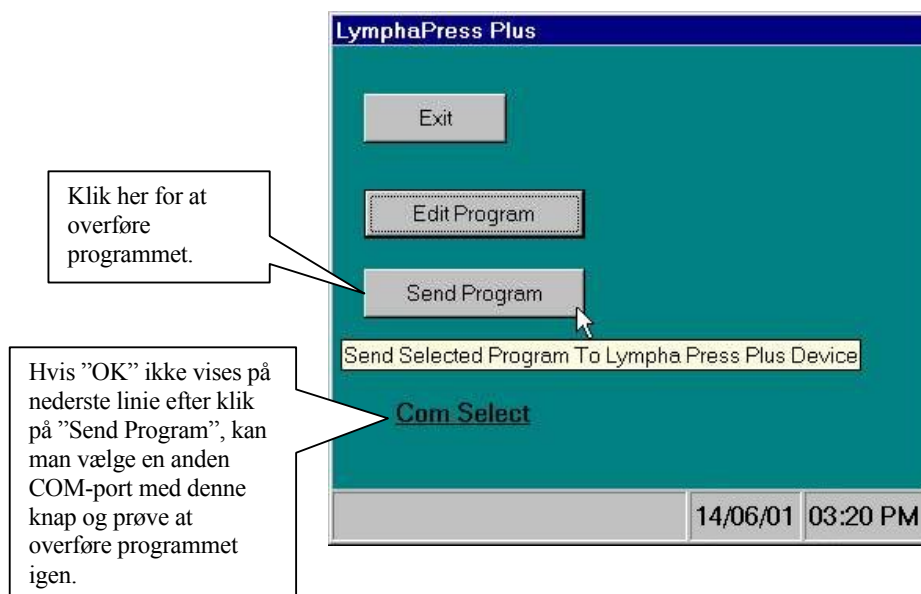 LymphaPress Plus
Exit
Edit Program
Klik her for at
overføre
programmet.
Send Program
Send Selected Program To Lympha Press Plus Device
Hvis ”OK” ikke vises på
nederste linie efter klik
på ”Send Program”, kan
man vælge en anden
COM-port med denne
knap og prøve at
overføre programmet
igen.
Com Select
14/06/01 03:20 PM